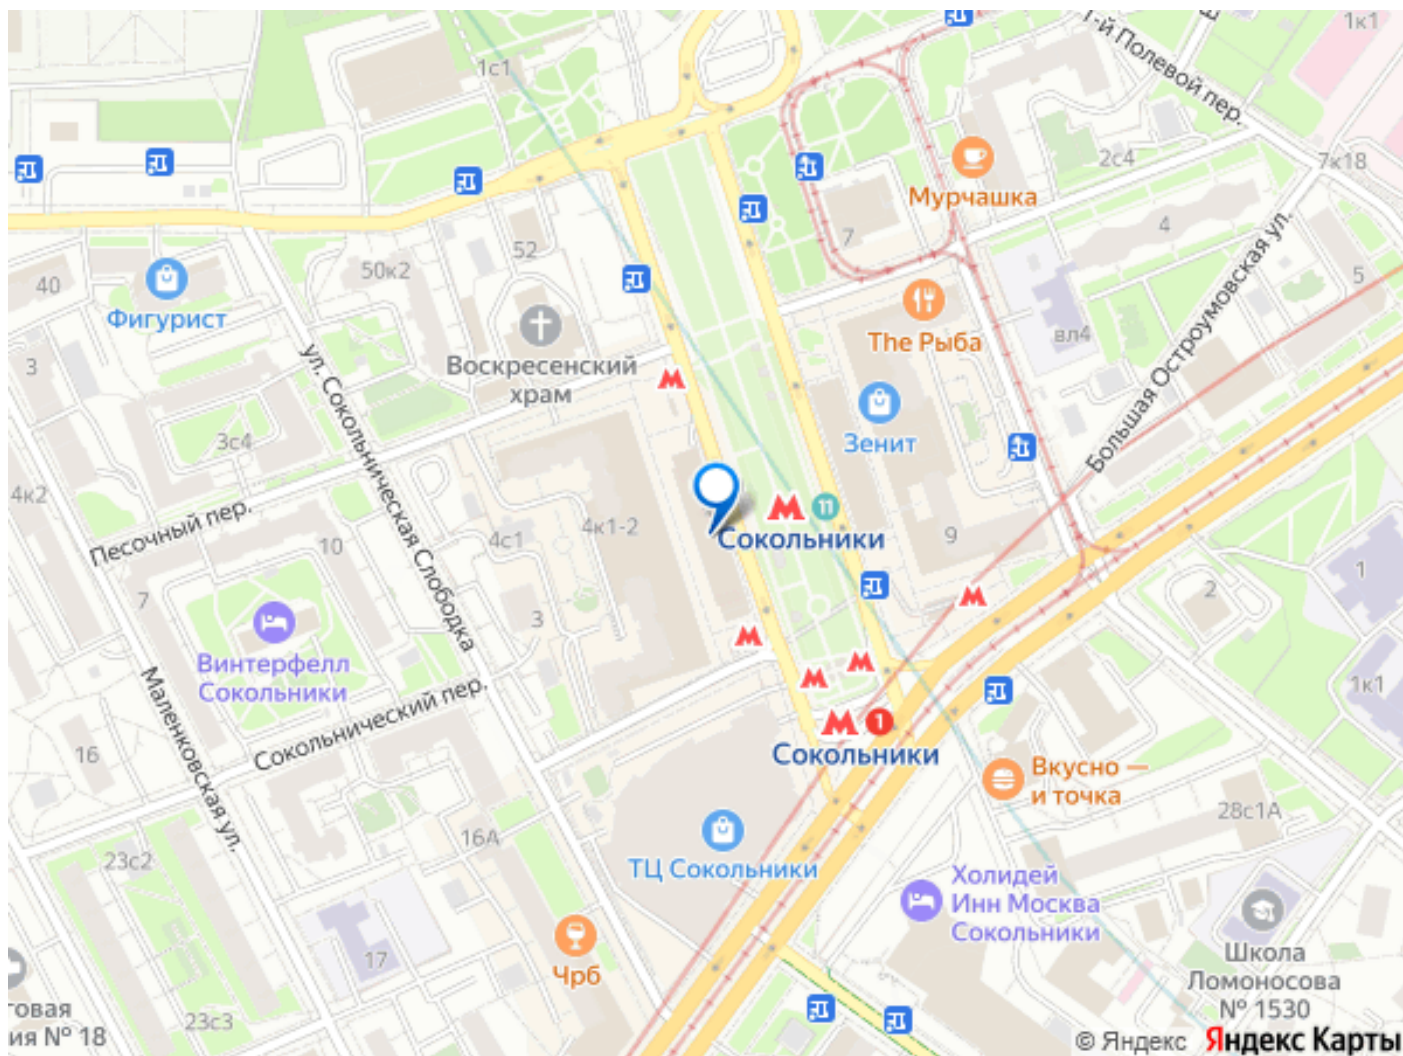 1с1
1-й Полевой пер.
1к1
2с4
7к18
Мурчашка
4
7
52
50к2
40
Фигурист
5
Большая Остроумовская ул.
The Рыба
вл4
Воскресенский
храм
3
ул. Сокольническая Слободка
3с4
Зенит
4к2
Песочный пер.
10
4с1
4к1-2
11
Сокольники
9
1
2
7
3
Винтерфелл
Сокольники
Маленковская ул.
Сокольнический пер.
1к1
1
Сокольники
16
Вкусно —
и точка
28с1А
16А
23с2
ТЦ Сокольники
Холидей
Инн Москва
Сокольники
17
Чрб
Школа
Ломоносова
№ 1530
говая
ия № 18
23с3
© Яндекс Яндекс Карты